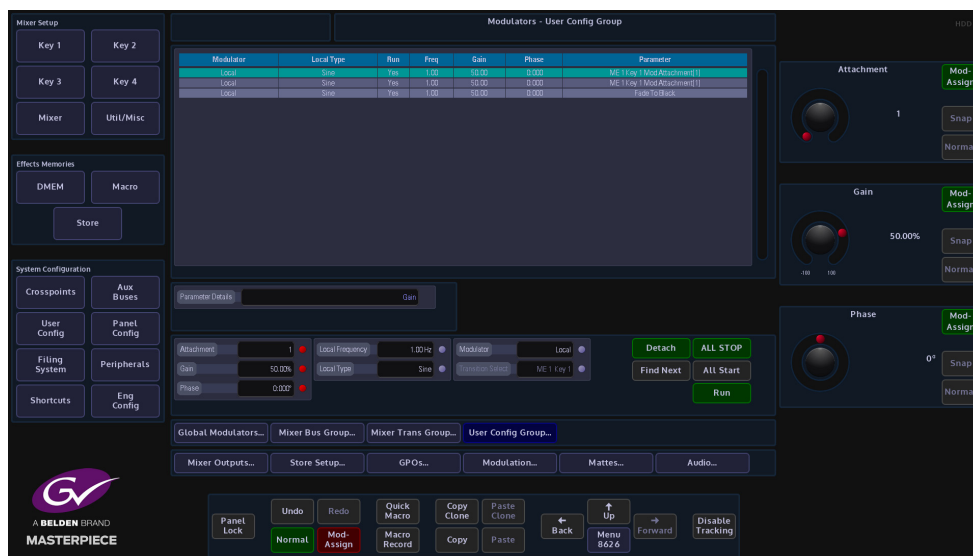 Mixer Setup
Key 1
Key 2
Key 3
Key 4
Mixer
Util/Misc
Effects Memories
DMEM
Macro
Store
System Configuration
Crosspoints
Aux
Buses
User
Config
Panel
Config
Filing
System
Peripherals
Shortcuts
Eng
Config
GV
A BELDEN BRAND
MASTERPIECE
Modulators - User Config Group
Modulator Local Type Run Freq Gain Phase Parameter
Local Sine Yes 1.00 50.00 0.000 ME 1 Key 1 Mod Attachment[1]
Local Sine Yes 1.00 50.00 0.000 ME 1 Key 1 Mod Attachment[1]
Local Sine Yes 1.00 50.00 0.000 Fade To Black
Parameter Details Gain
Attachment 1
Local Frequency 1.00 Hz
Modulator Local
Gain 50.00%
Local Type Sine
Transition Select ME 1 Key 1
Phase 0.000°
Detach
ALL STOP
Find Next
All Start
Run
Global Modulators...
Mixer Bus Group...
Mixer Trans Group...
User Config Group...
Mixer Outputs...
Store Setup...
GPOs...
Modulation...
Mattes...
Audio...
Panel
Lock
Undo
Redo
Normal
Mod-
Assign
Quick
Macro
Macro
Record
Copy
Clone
Paste
Clone
Copy
Paste
Back
Up
Menu
8626
Forward
Disable
Tracking
HDD
Attachment
1
Mod-
Assign
Snap
Norma
Gain
50.00%
-100 100
Mod-
Assign
Snap
Norma
Phase
0°
Mod-
Assign
Snap
Norma